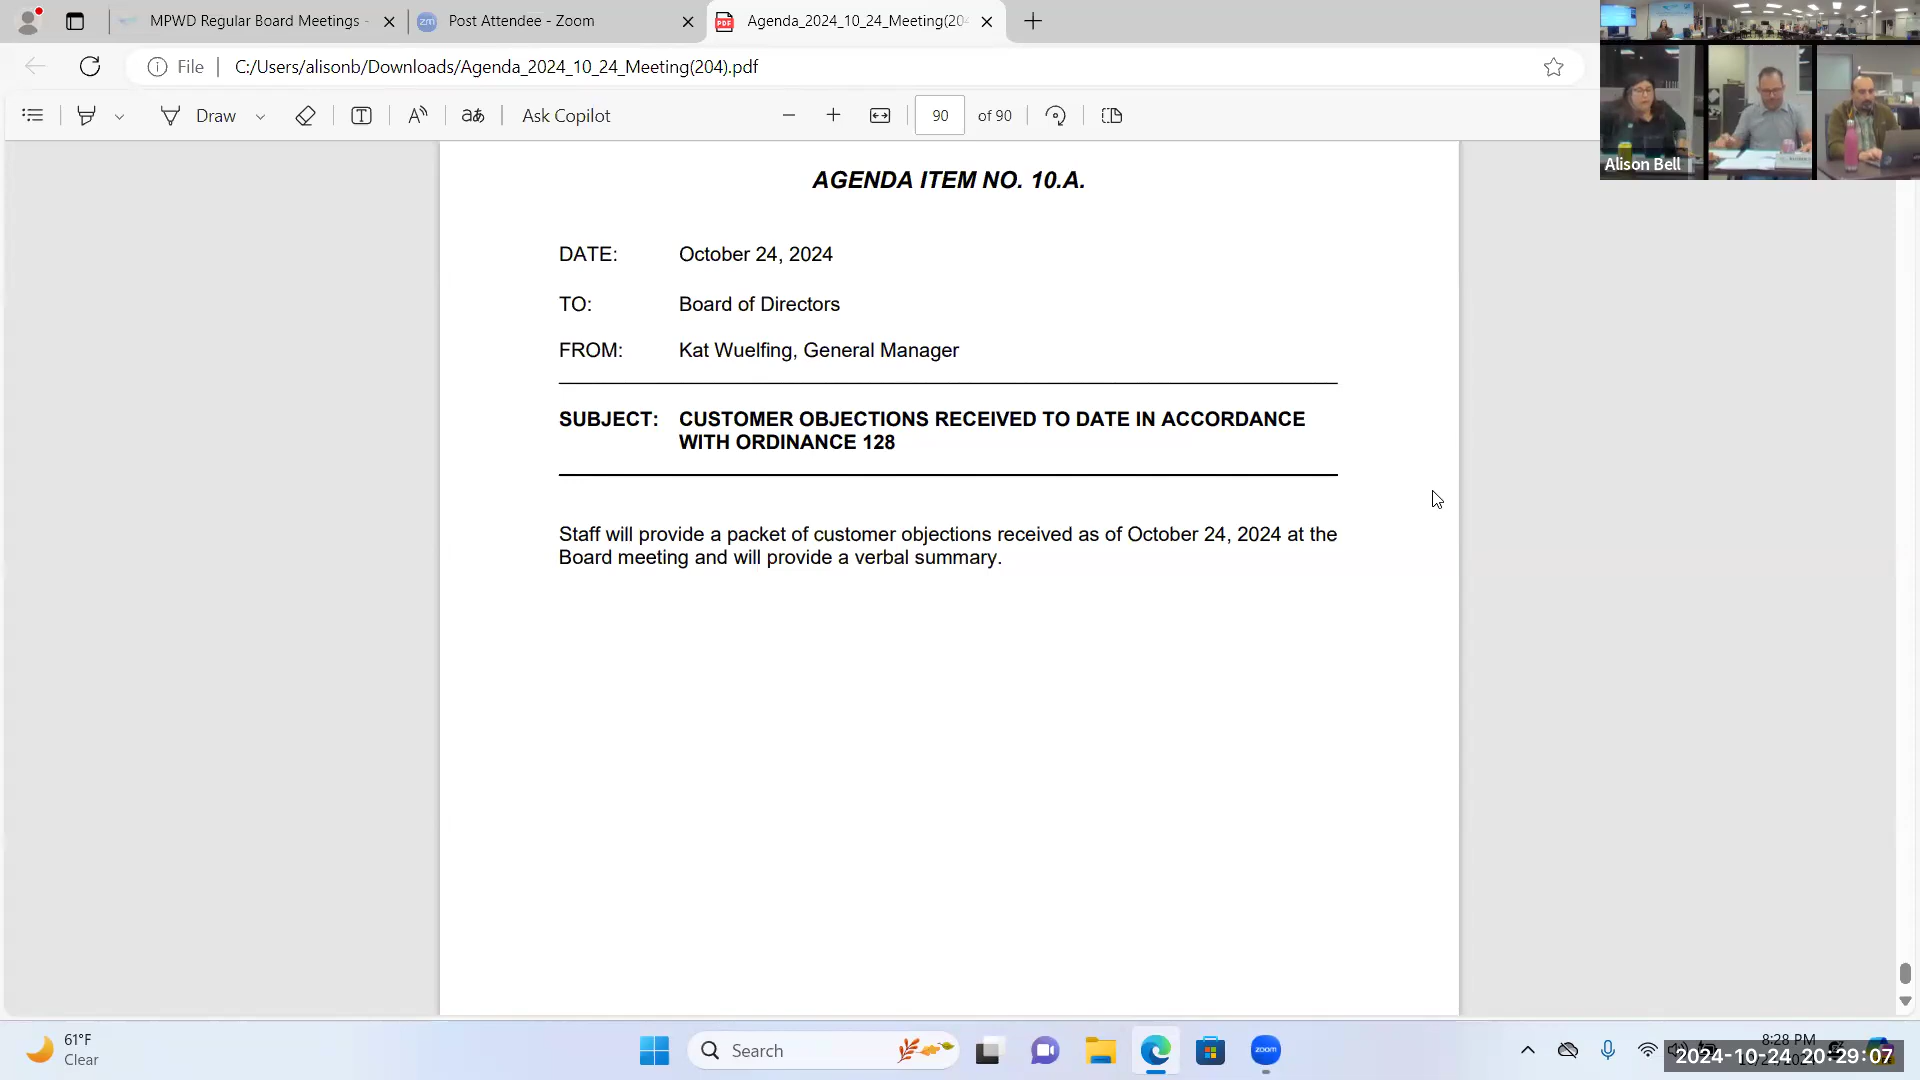 MPWD Regular Board Meetings -
Post Attendee - Zoom
Agenda_2024_10_24_Meeting(204
File
C:/Users/alisonb/Downloads/Agenda_2024_10_24_Meeting(204).pdf
Draw
Ask Copilot
90
of 90
Alison Bell
AGENDA ITEM NO. 10.A.
DATE: October 24, 2024
TO: Board of Directors
FROM: Kat Wuelfing, General Manager
SUBJECT: CUSTOMER OBJECTIONS RECEIVED TO DATE IN ACCORDANCE
WITH ORDINANCE 128
Staff will provide a packet of customer objections received as of October 24, 2024 at the
Board meeting and will provide a verbal summary.
61°F
Clear
Search
zoom
8:28 PM
2024-10-24 20:29:07